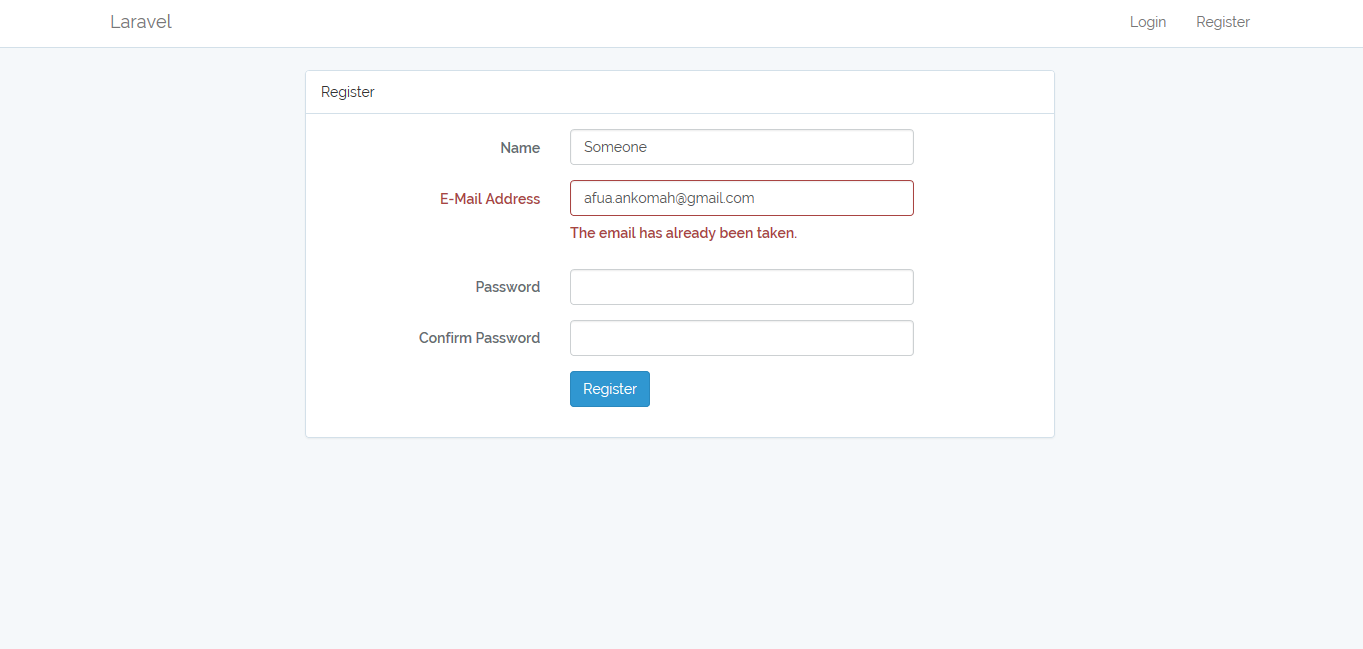 Laravel
Login
Register
Register
Name
Someone
E-Mail Address
afua.ankomah@gmail.com
The email has already been taken.
Password
Confirm Password
Register